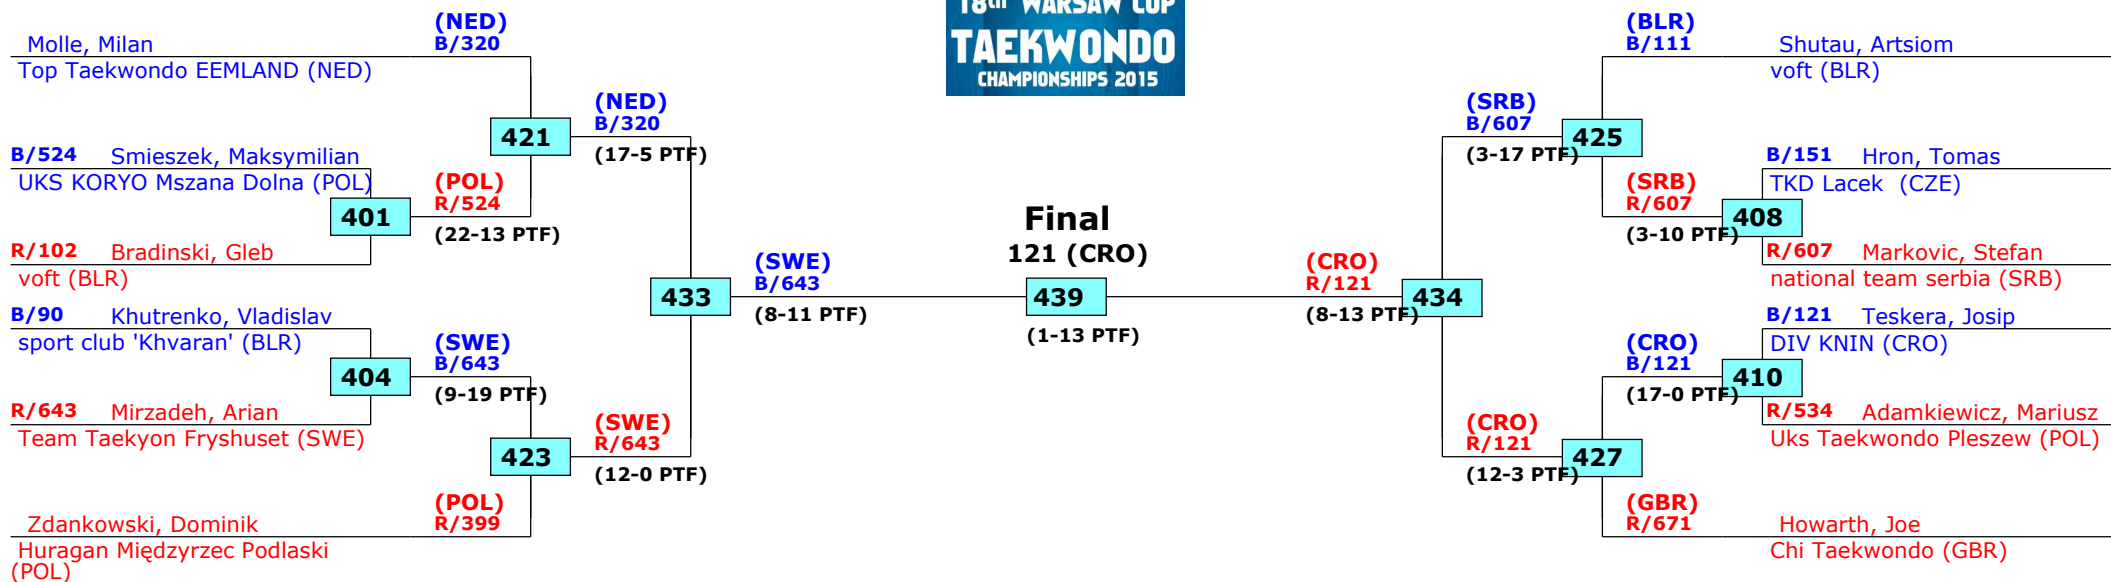 18th WARSAW CUP
TAEKWONDO
CHAMPIONSHIPS 2015
(NED)
B/320
Molle, Milan
Top Taekwondo EEMLAND (NED)
421
(NED)
B/320
(17-5 PTF)
B/524 Smieszek, Maksymilian
UKS KORYO Mszana Dolna (POL)
401
(POL)
R/524
(22-13 PTF)
R/102 Bradinski, Gleb
voft (BLR)
433
(SWE)
B/643
(8-11 PTF)
B/90 Khutrenko, Vladislav
sport club 'Khvaran' (BLR)
404
(SWE)
B/643
(9-19 PTF)
R/643 Mirzadeh, Arian
Team Taekyon Fryshuset (SWE)
423
(SWE)
R/643
(12-0 PTF)
(POL)
R/399
Zdankowski, Dominik
Huragan Międzyrzec Podlaski
(POL)
Final
121 (CRO)
439
(1-13 PTF)
(CRO)
R/121
(8-13 PTF)
434
(SRB)
B/607
(3-17 PTF)
425
(BLR)
B/111
Shutau, Artsiom
voft (BLR)
B/151 Hron, Tomas
TKD Lacek (CZE)
(SRB)
R/607
(3-10 PTF)
408
R/607 Markovic, Stefan
national team serbia (SRB)
B/121 Teskera, Josip
DIV KNIN (CRO)
(CRO)
B/121
(17-0 PTF)
410
R/534 Adamkiewicz, Mariusz
Uks Taekwondo Pleszew (POL)
(CRO)
R/121
(12-3 PTF)
427
(GBR)
R/671
Howarth, Joe
Chi Taekwondo (GBR)